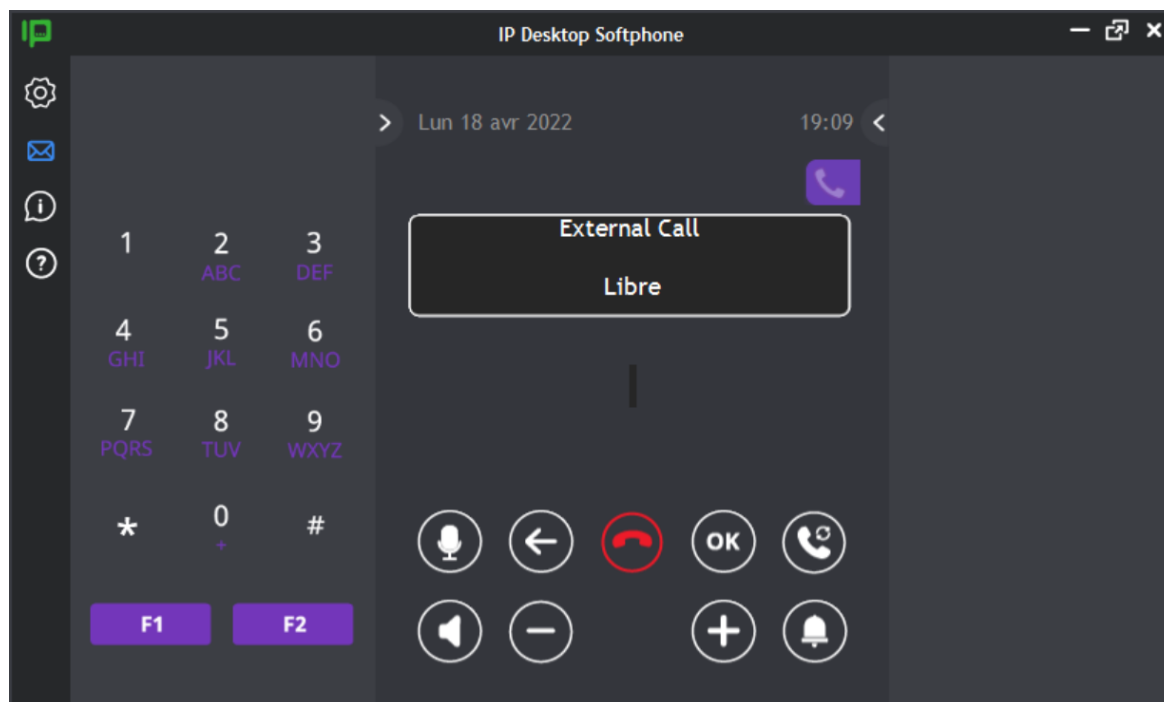 IP Desktop Softphone
Lun 18 avr 2022
19:09
External Call
Libre
1
2
3
ABC
DEF
4
5
6
GHI
JKL
MNO
7
8
9
PQRS
TUV
WXYZ
*
0
#
+
OK
F1
F2